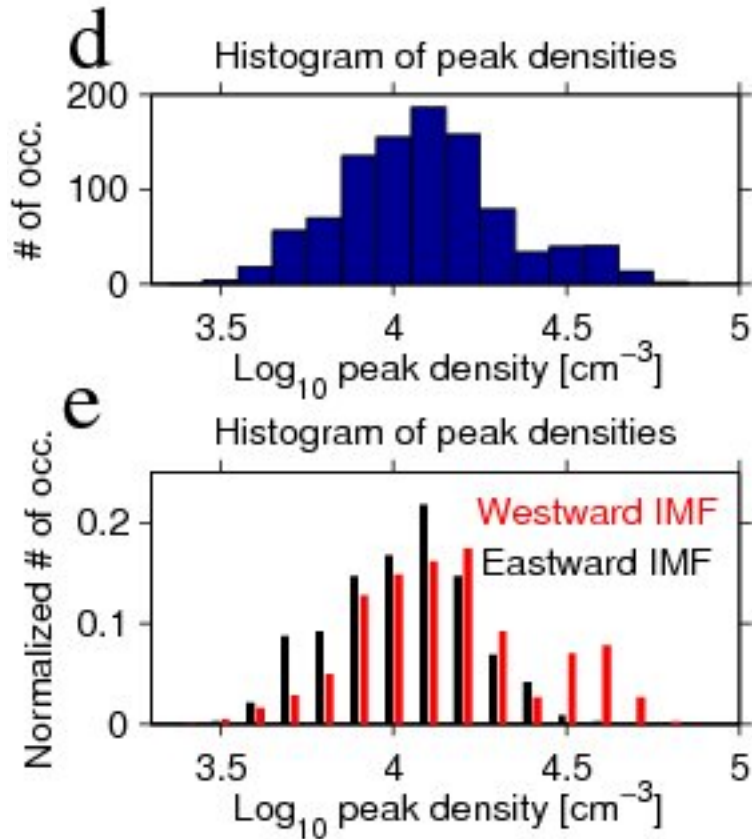 d
Histogram of peak densities
# of occ.
200
100
0
3.5 4 4.5 5
Log10 peak density [cm−3]
e
Histogram of peak densities
Normalized # of occ.
0.2
0.1
0
Westward IMF
Eastward IMF
3.5 4 4.5 5
Log10 peak density [cm−3]